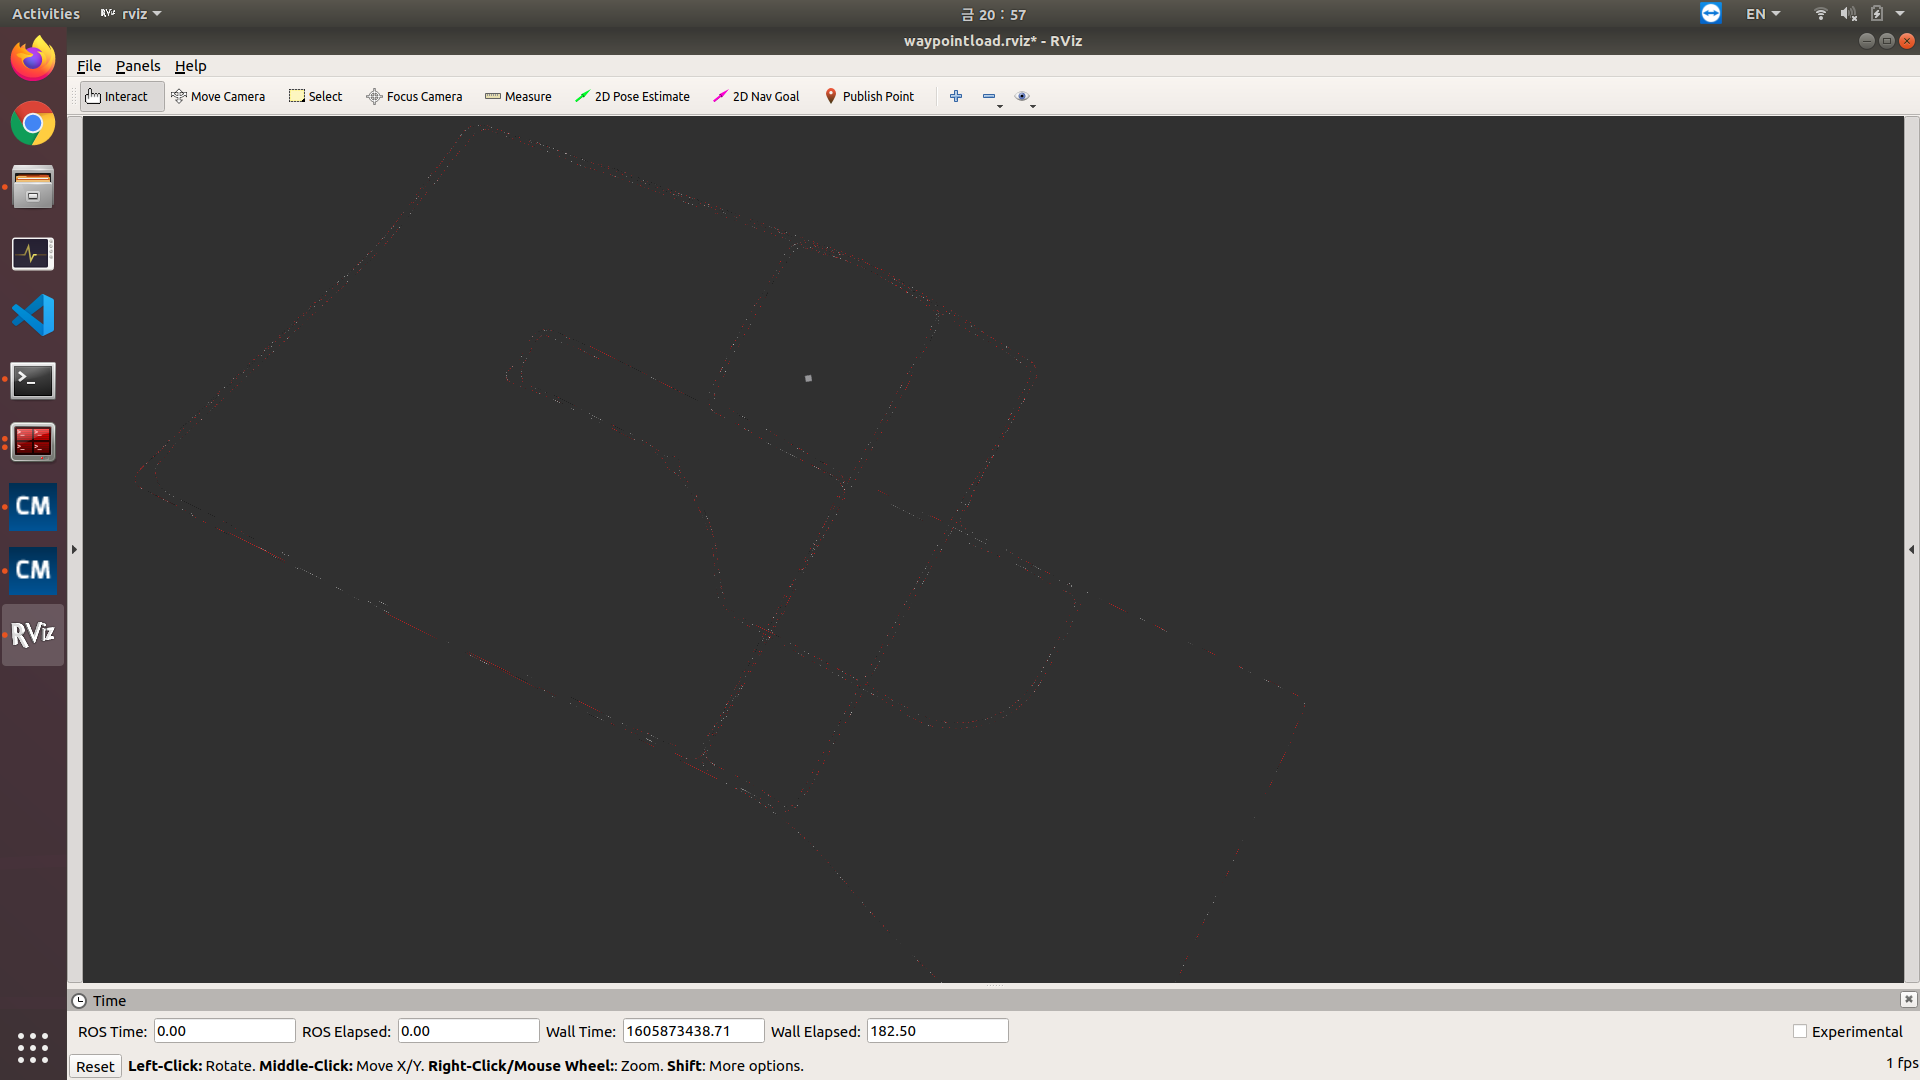 Activities rviz 금 20 : 57 EN
waypointload.rviz* - RViz
File Panels Help
Interact Move Camera Select Focus Camera Measure 2D Pose Estimate 2D Nav Goal Publish Point
CM
CM
RViz
Time
ROS Time: 0.00 ROS Elapsed: 0.00 Wall Time: 1605873438.71 Wall Elapsed: 182.50 Experimental
Reset Left-Click: Rotate. Middle-Click: Move X/Y. Right-Click/Mouse Wheel:: Zoom. Shift: More options. 1 fps